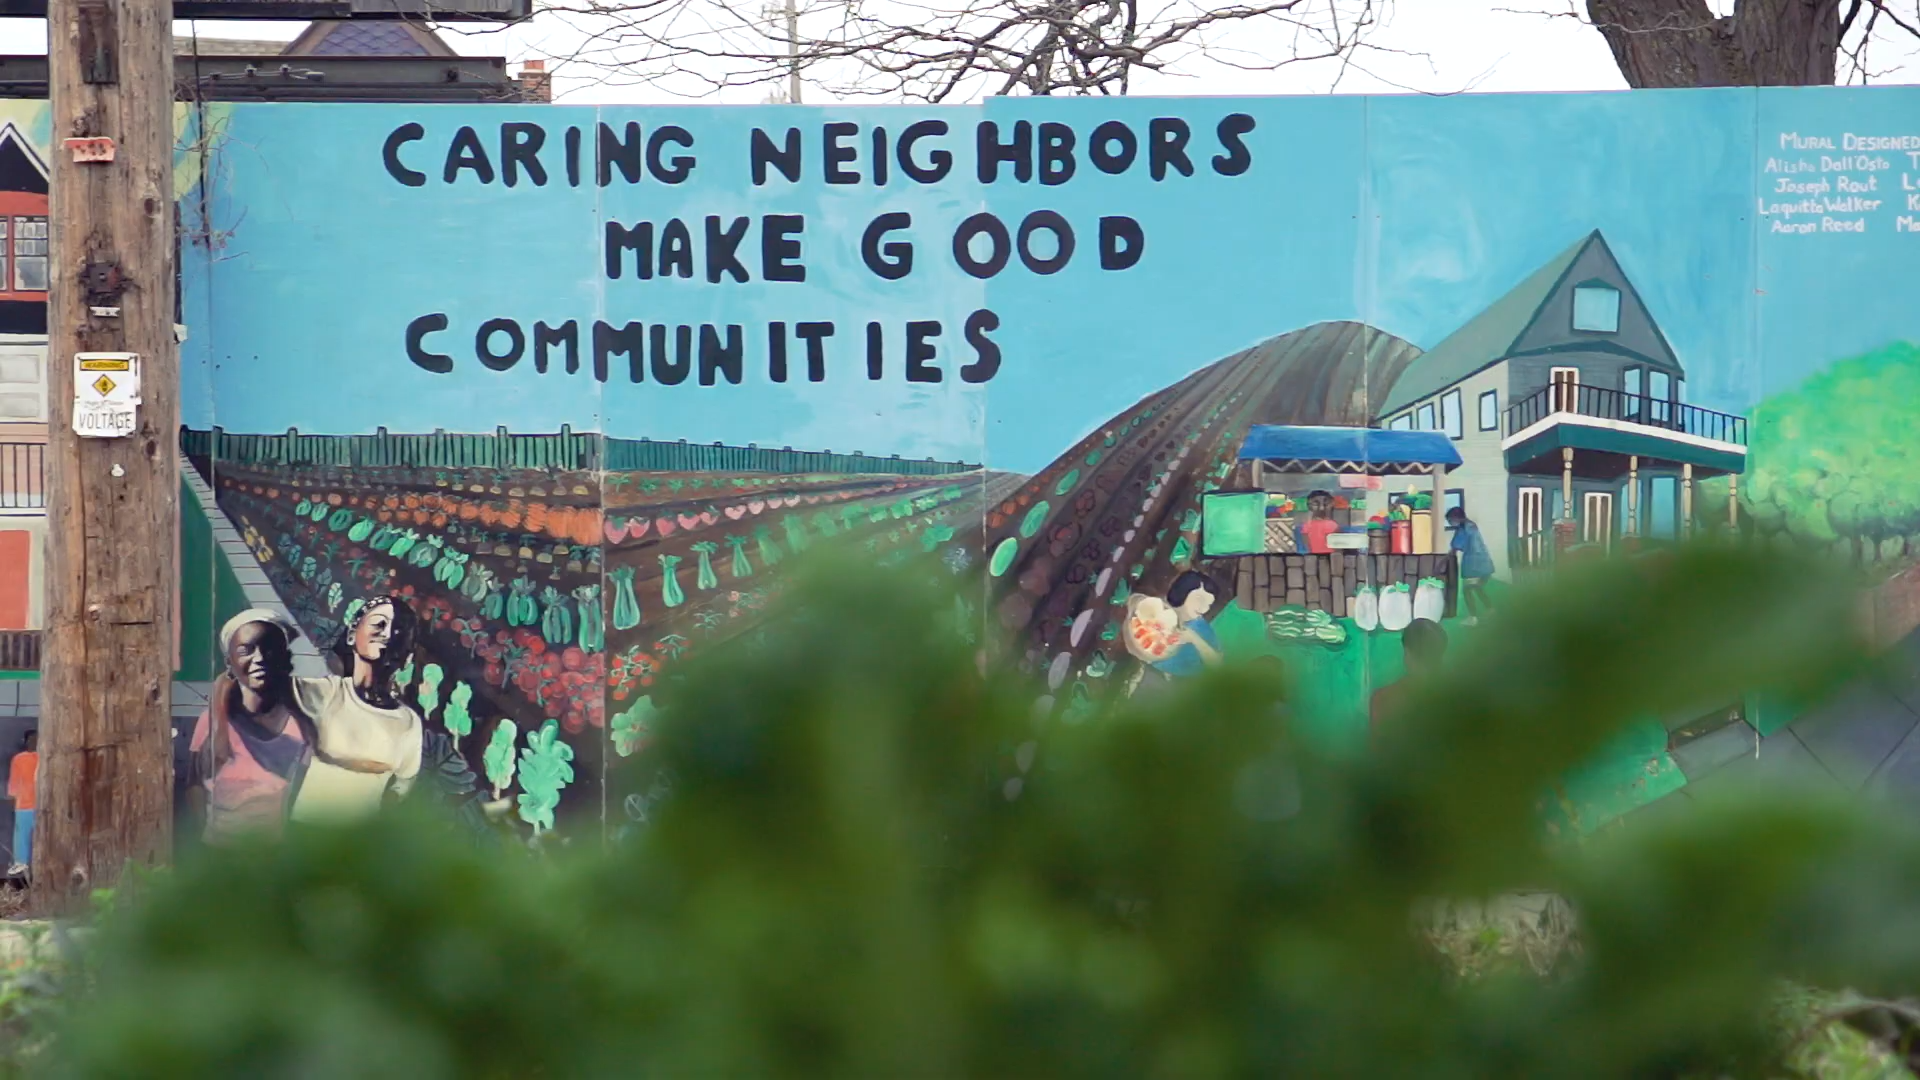 CARING NEIGHBORS
MAKE GOOD
COMMUNITIES
MURAL DESIGNED
Alisha Dall'Osto
Joseph Rout
Laquitta Walker
Aaron Reed
WARNING
VOLTAGE